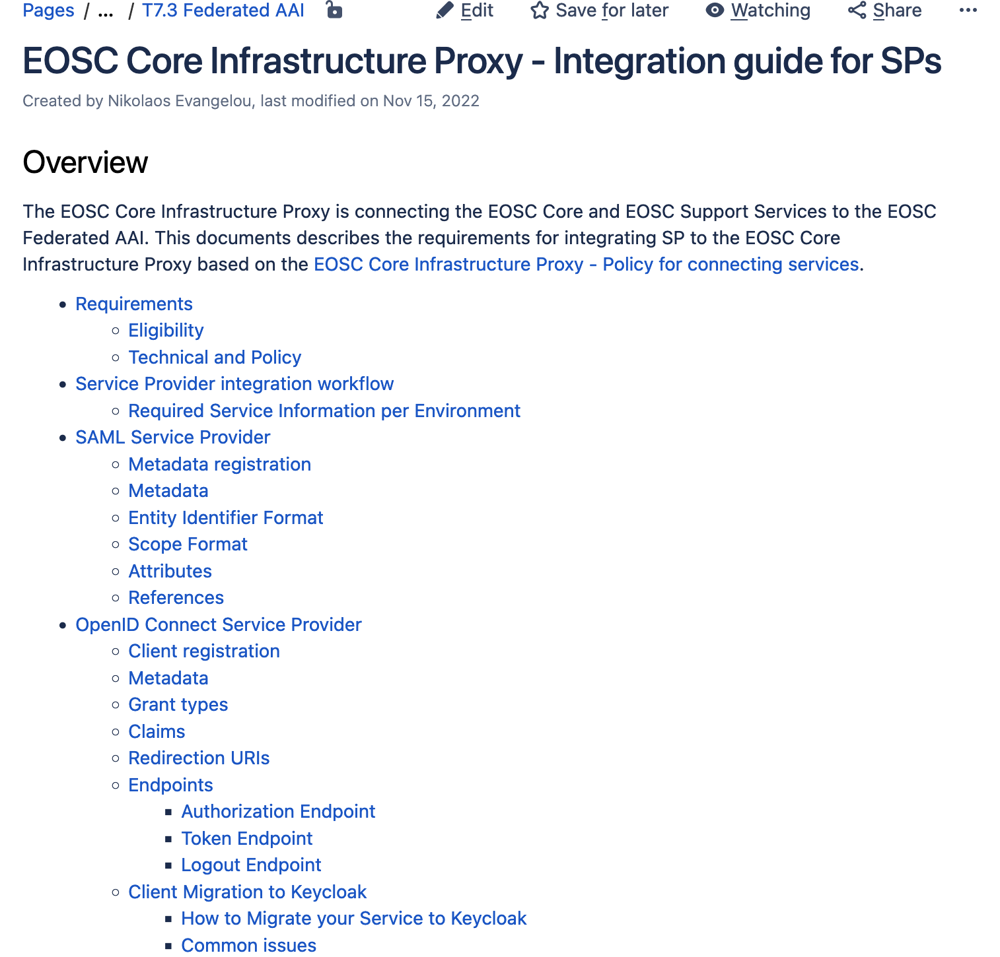 Pages / ... / T7.3 Federated AAI Edit Save for later Watching Share ...
EOSC Core Infrastructure Proxy - Integration guide for SPs
Created by Nikolaos Evangelou, last modified on Nov 15, 2022
Overview
The EOSC Core Infrastructure Proxy is connecting the EOSC Core and EOSC Support Services to the EOSC
Federated AAI. This documents describes the requirements for integrating SP to the EOSC Core
Infrastructure Proxy based on the EOSC Core Infrastructure Proxy - Policy for connecting services.
Requirements
Eligibility
Technical and Policy
Service Provider integration workflow
Required Service Information per Environment
SAML Service Provider
Metadata registration
Metadata
Entity Identifier Format
Scope Format
Attributes
References
OpenID Connect Service Provider
Client registration
Metadata
Grant types
Claims
Redirection URIs
Endpoints
Authorization Endpoint
Token Endpoint
Logout Endpoint
Client Migration to Keycloak
How to Migrate your Service to Keycloak
Common issues